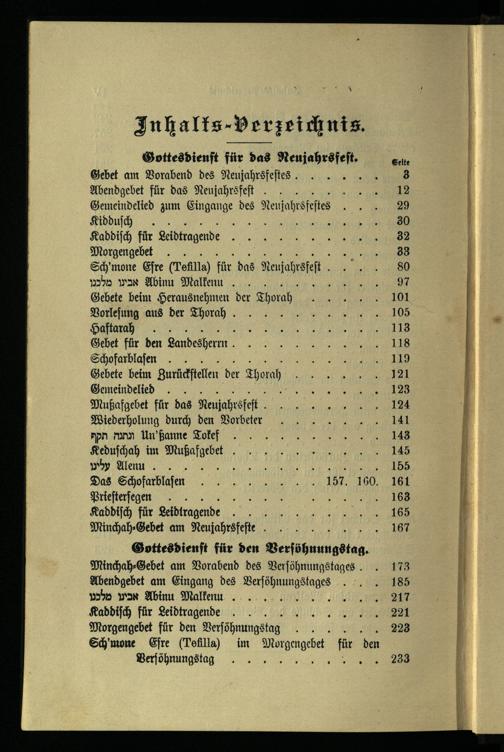 Inhalts-Verzeichnis.
Gottesdienst für das Neujahrsfest.
Seite
Gebet am Vorabend des Neujahrsfestes . . . . . . 3
Abendgebet für das Neujahrsfest . . . . . . . . 12
Gemeindelied zum Eingange des Neujahrsfestes . . . 29
Kiddusch . . . . . . . . . . . . . . 30
Kaddisch für Leidtragende . . . . . . . . . . 32
Morgengebet . . . . . . . . . . . . . 33
Sch'mone Esre (Tefilla) für das Neujahrsfest . . . . 80
אבינו מלכנו Abinu Malkenu . . . . . . . . . . 97
Gebete beim Herausnehmen der Thorah . . . . . . 101
Vorlesung aus der Thorah . . . . . . . . . . 105
Haftarah . . . . . . . . . . . . . . 113
Gebet für den Landesherrn . . . . . . . . . . 118
Schofarblasen . . . . . . . . . . . . . 119
Gebete beim Zurückstellen der Thorah . . . . . . 121
Gemeindelied . . . . . . . . . . . . . 123
Mußafgebet für das Neujahrsfest . . . . . . . . 124
Wiederholung durch den Vorbeter . . . . . . . 141
ונתנה תקף Un'ßanne Tokef . . . . . . . . . 143
Keduschah im Mußafgebet . . . . . . . . . . 145
עלינו Alenu . . . . . . . . . . . . . 155
Das Schofarblasen . . . . . . . 157. 160. 161
Priestersegen . . . . . . . . . . . . . 163
Kaddisch für Leidtragende . . . . . . . . . . 165
Minchah-Gebet am Neujahrsfeste . . . . . . . . 167
Gottesdienst für den Versöhnungstag.
Minchah-Gebet am Vorabend des Versöhnungstages . . 173
Abendgebet am Eingang des Versöhnungstages . . . 185
אבינו מלכנו Abinu Malkenu . . . . . . . . . . 217
Kaddisch für Leidtragende . . . . . . . . . . 221
Morgengebet für den Versöhnungstag . . . . . . 223
Sch'mone Esre (Tefilla) im Morgengebet für den
Versöhnungstag . . . . . . . . . . 233